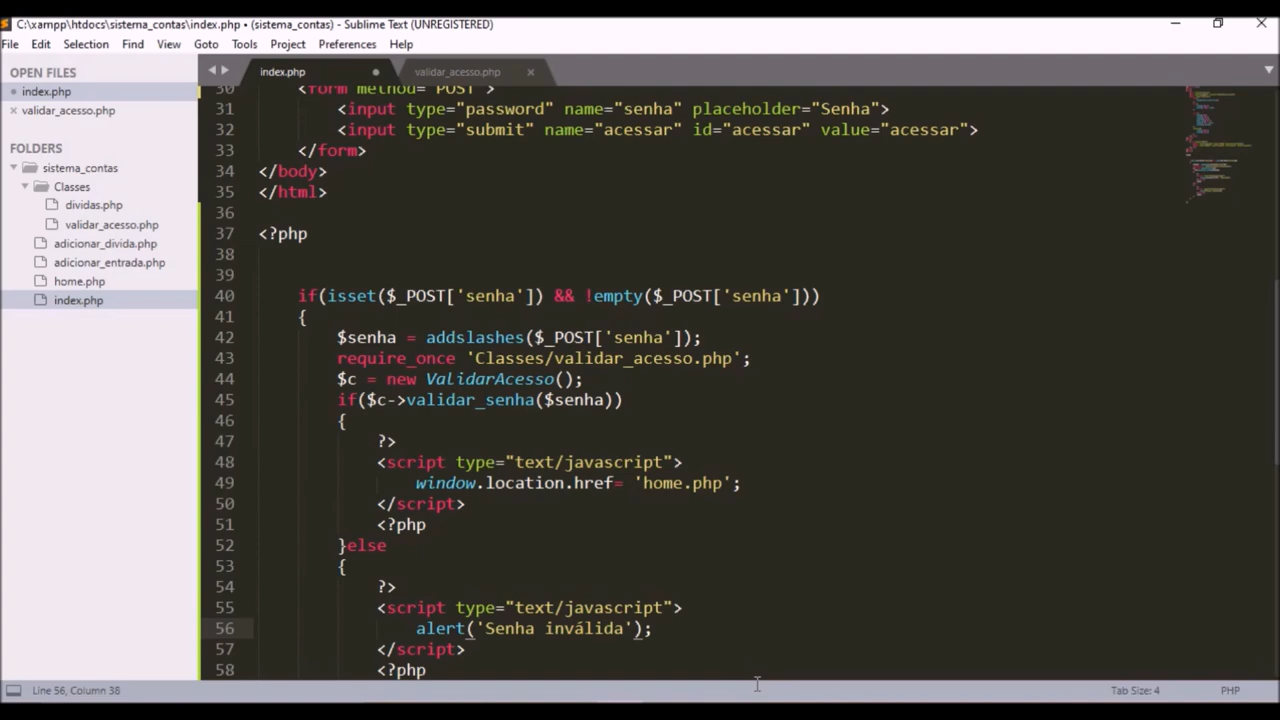 C:\xampp\htdocs\sistema_contas\index.php • (sistema_contas) - Sublime Text (UNREGISTERED)
File Edit Selection Find View Goto Tools Project Preferences Help
OPEN FILES
index.php
validar_acesso.php
FOLDERS
sistema_contas
Classes
dividas.php
validar_acesso.php
adicionar_divida.php
adicionar_entrada.php
home.php
index.php
index.php validar_acesso.php
30 <form method="POST">
31 <input type="password" name="senha" placeholder="Senha">
32 <input type="submit" name="acessar" id="acessar" value="acessar">
33 </form>
34 </body>
35 </html>
36
37 <?php
38
39
40 if(isset($_POST['senha']) && !empty($_POST['senha']))
41 {
42 $senha = addslashes($_POST['senha']);
43 require_once 'Classes/validar_acesso.php';
44 $c = new ValidarAcesso();
45 if($c->validar_senha($senha))
46 {
47 ?>
48 <script type="text/javascript">
49 window.location.href= 'home.php';
50 </script>
51 <?php
52 }else
53 {
54 ?>
55 <script type="text/javascript">
56 alert('Senha inválida');
57 </script>
58 <?php
Line 56, Column 38 Tab Size: 4 PHP